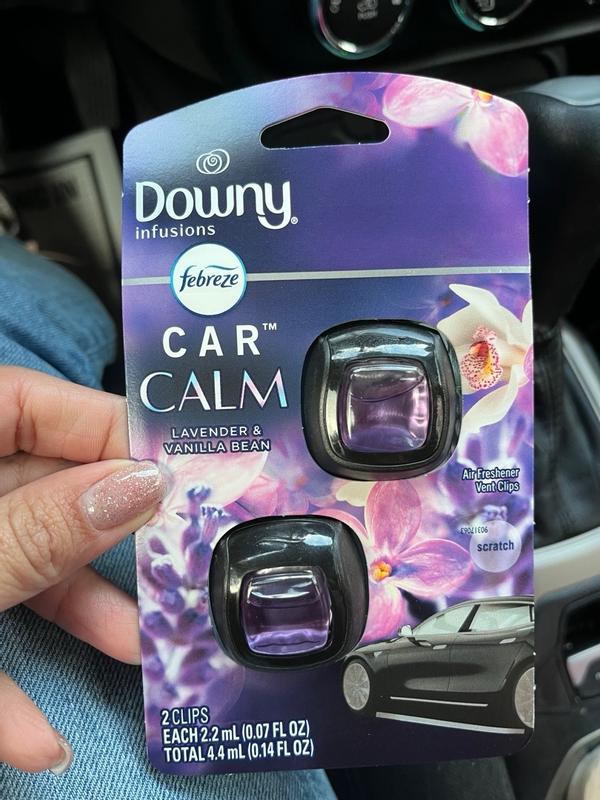 Downy®
infusions
febreze
CAR™
CALM
LAVENDER &
VANILLA BEAN
Air Freshener
Vent Clips
90317063
scratch
2 CLIPS
EACH 2.2 mL (0.07 FL OZ)
TOTAL 4.4 mL (0.14 FL OZ)